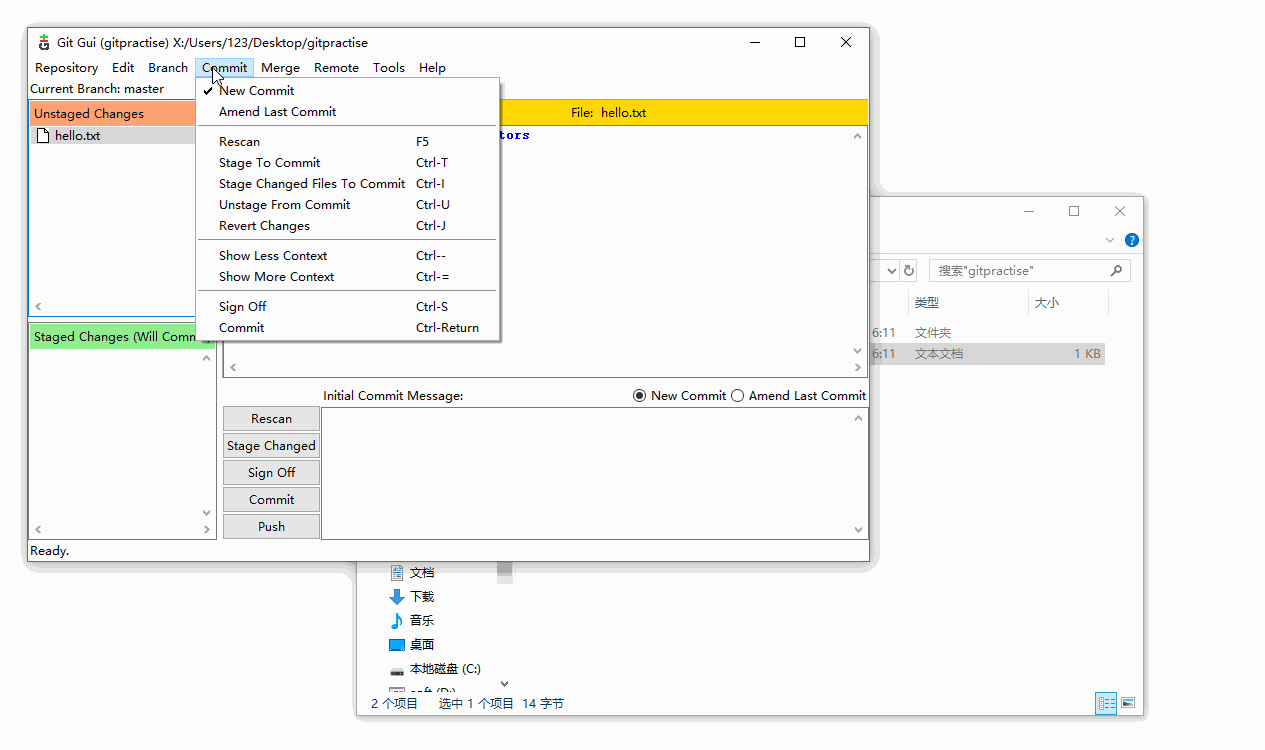 Git Gui (gitpractise) X:/Users/123/Desktop/gitpractise
Repository Edit Branch Commit Merge Remote Tools Help
Current Branch: master
Unstaged Changes
hello.txt
New Commit
Amend Last Commit
Rescan F5
Stage To Commit Ctrl-T
Stage Changed Files To Commit Ctrl-I
Unstage From Commit Ctrl-U
Revert Changes Ctrl-J
Show Less Context Ctrl--
Show More Context Ctrl-=
Sign Off Ctrl-S
Commit Ctrl-Return
File: hello.txt
tors
Staged Changes (Will Comm
Initial Commit Message:
New Commit Amend Last Commit
Rescan
Stage Changed
Sign Off
Commit
Push
Ready.
搜索"gitpractise"
类型 大小
6:11 文件夹
6:11 文本文档 1 KB
文档
下载
音乐
桌面
本地磁盘 (C:)
2 个项目 选中 1 个项目 14 字节